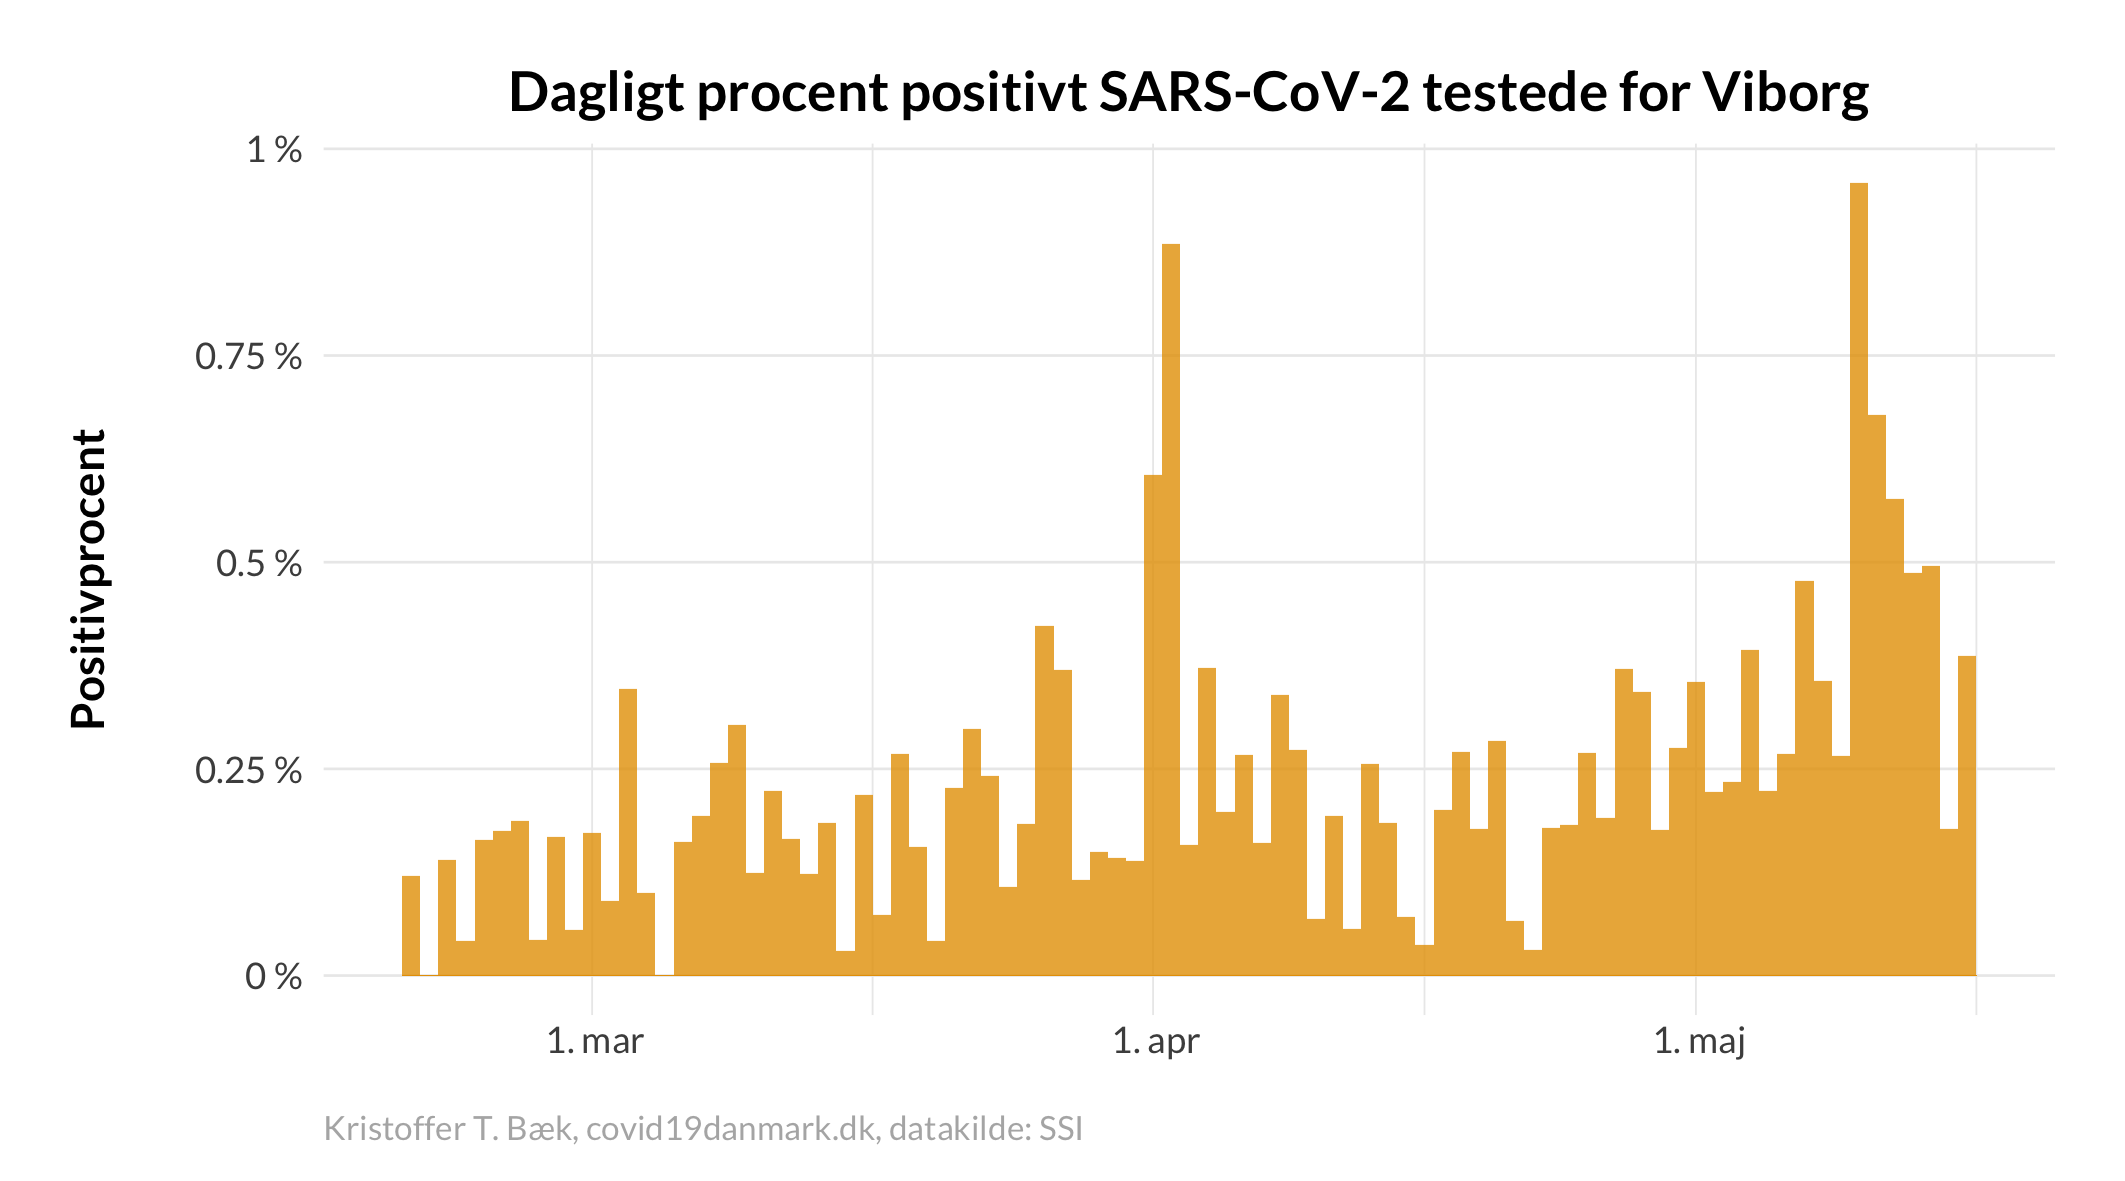 Dagligt procent positivt SARS-CoV-2 testede for Viborg
1 %
0.75 %
0.5 %
0.25 %
0 %
Positivprocent
1. mar
1. apr
1. maj
Kristoffer T. Bæk, covid19danmark.dk, datakilde: SSI